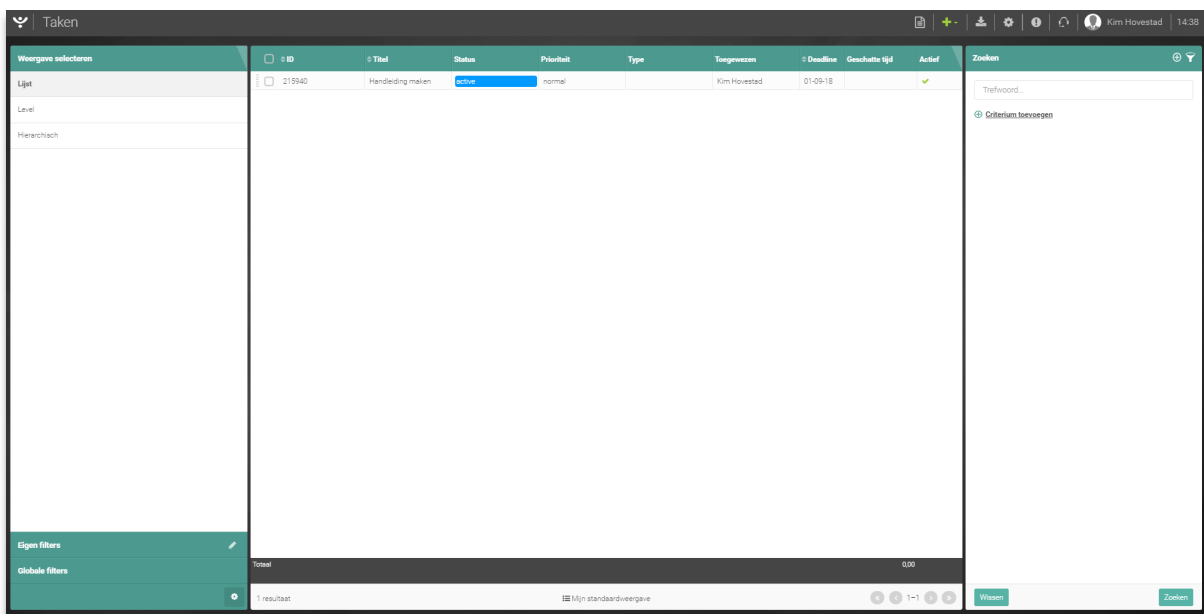 Taken
Kim Hovestad
14:38
Weergave selecteren
Lijst
Level
Hierarchisch
Eigen filters
Globale filters
ID Titel Status Prioriteit Type Toegewezen Deadline Geschatte tijd Actief
215940 Handleiding maken active normal Kim Hovestad 01-09-18
Totaal 0,00
1 resultaat Mijn standaardweergave 1-1
Zoeken
Trefwoord...
Criterium toevoegen
Wissen Zoeken